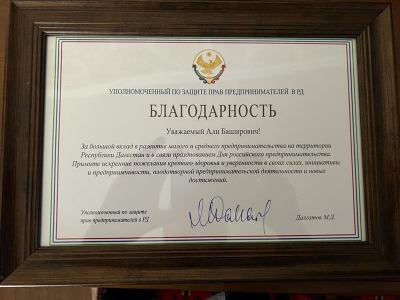 УПОЛНОМОЧЕННЫЙ ПО ЗАЩИТЕ ПРАВ ПРЕДПРИНИМАТЕЛЕЙ В РД
БЛАГОДАРНОСТЬ
Уважаемый Али Баширович!
За большой вклад в развитие малого и среднего предпринимательства на территории
Республики Дагестан и в связи празднованием Дня российского предпринимательства.
Примите искренние пожелания крепкого здоровья и уверенности в своих силах, инициативы
и предприимчивости, плодотворной предпринимательской деятельности и новых
достижений.
Уполномоченный по защите
прав предпринимателей в РД
Далгатов М.Д.